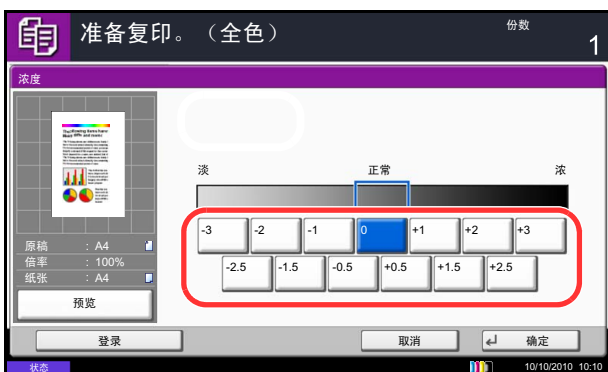 准备复印。（全色）
份数
1
浓度
淡 正常 浓
-3 -2 -1 0 +1 +2 +3
-2.5 -1.5 -0.5 +0.5 +1.5 +2.5
原稿 : A4
倍率 : 100%
纸张 : A4
预览
登录 取消 确定
状态 10/10/2010 10:10